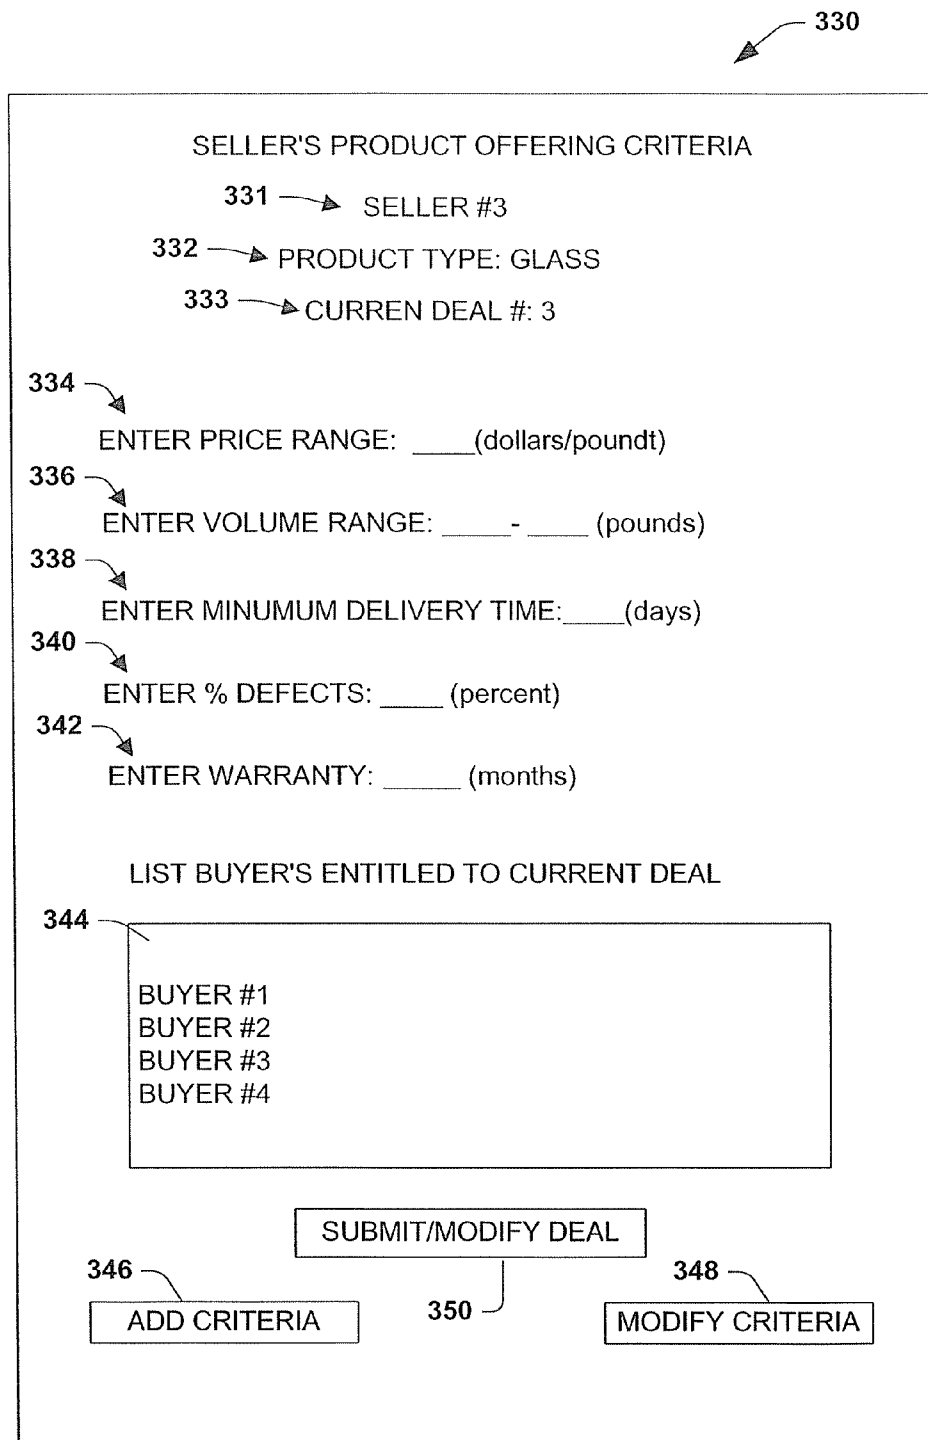 330
SELLER'S PRODUCT OFFERING CRITERIA
331 SELLER #3
332 PRODUCT TYPE: GLASS
333 CURREN DEAL #: 3
334
ENTER PRICE RANGE: ____(dollars/poundt)
336
ENTER VOLUME RANGE: ____- ____ (pounds)
338
ENTER MINUMUM DELIVERY TIME:____(days)
340
ENTER % DEFECTS: ____ (percent)
342
ENTER WARRANTY: _____ (months)
LIST BUYER'S ENTITLED TO CURRENT DEAL
344
BUYER #1
BUYER #2
BUYER #3
BUYER #4
SUBMIT/MODIFY DEAL
346 350 348
ADD CRITERIA MODIFY CRITERIA